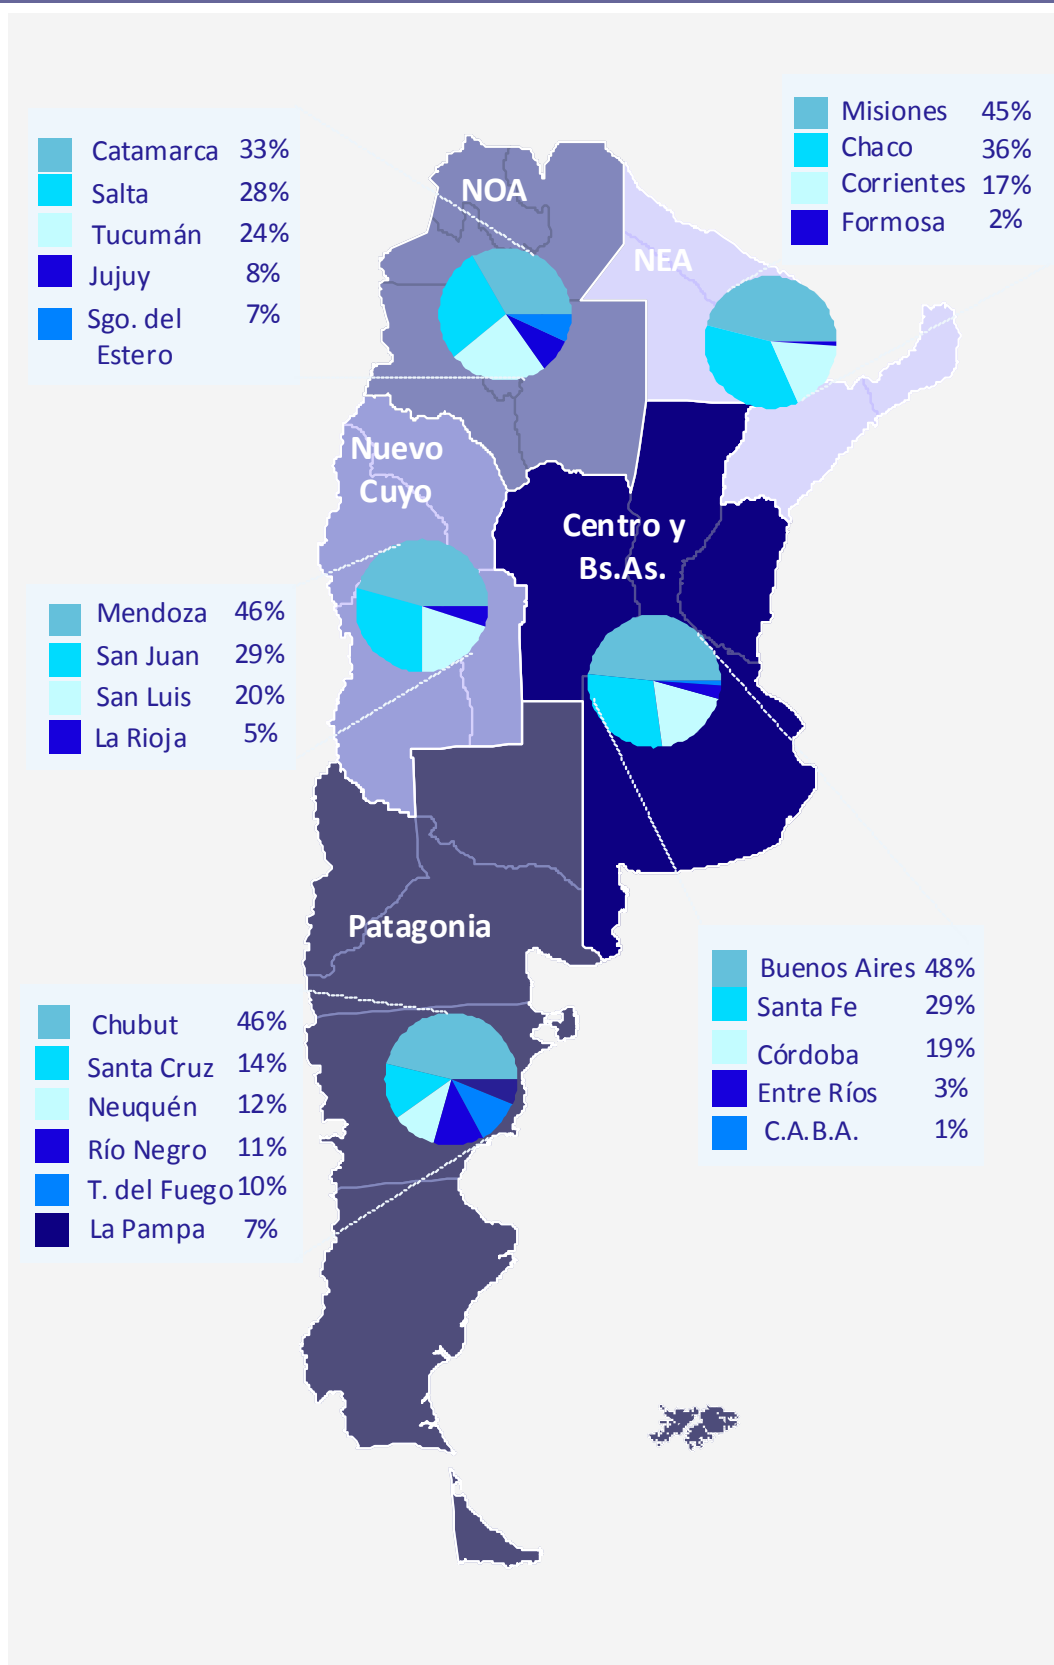 Misiones 45%
Chaco 36%
Corrientes 17%
Formosa 2%
Catamarca 33%
Salta 28%
Tucumán 24%
Jujuy 8%
Sgo. del 7%
Estero
NOA
NEA
Nuevo
Cuyo
Centro y
Bs.As.
Mendoza 46%
San Juan 29%
San Luis 20%
La Rioja 5%
Patagonia
Buenos Aires 48%
Santa Fe 29%
Córdoba 19%
Entre Ríos 3%
C.A.B.A. 1%
Chubut 46%
Santa Cruz 14%
Neuquén 12%
Río Negro 11%
T. del Fuego 10%
La Pampa 7%